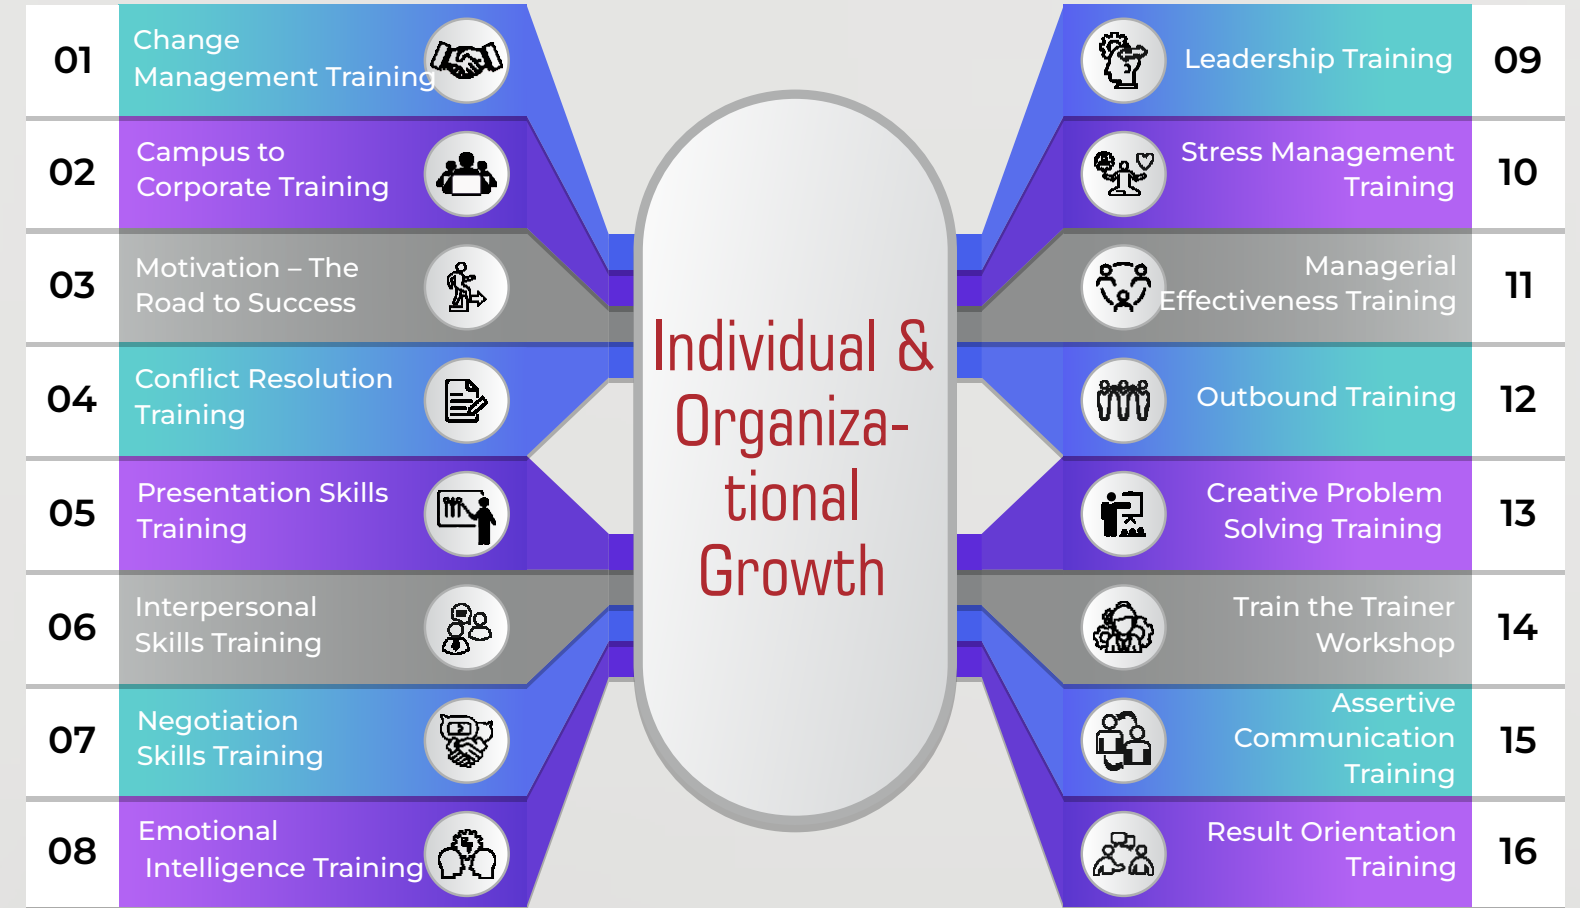 01
Change
Management Training
02
Campus to
Corporate Training
03
Motivation – The
Road to Success
04
Conflict Resolution
Training
05
Presentation Skills
Training
06
Interpersonal
Skills Training
07
Negotiation
Skills Training
08
Emotional
Intelligence Training
Individual &
Organiza-
tional
Growth
Leadership Training
09
Stress Management
Training
10
Managerial
Effectiveness Training
11
Outbound Training
12
Creative Problem
Solving Training
13
Train the Trainer
Workshop
14
Assertive
Communication
Training
15
Result Orientation
Training
16